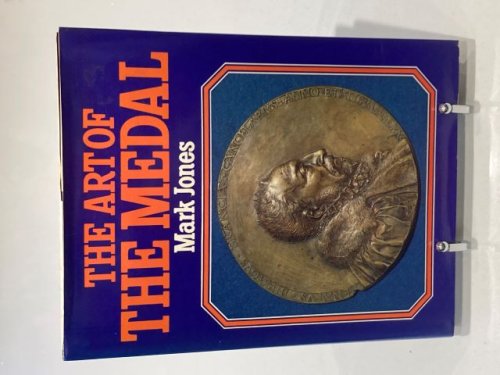 THE ART OF
THE MEDAL
Mark Jones